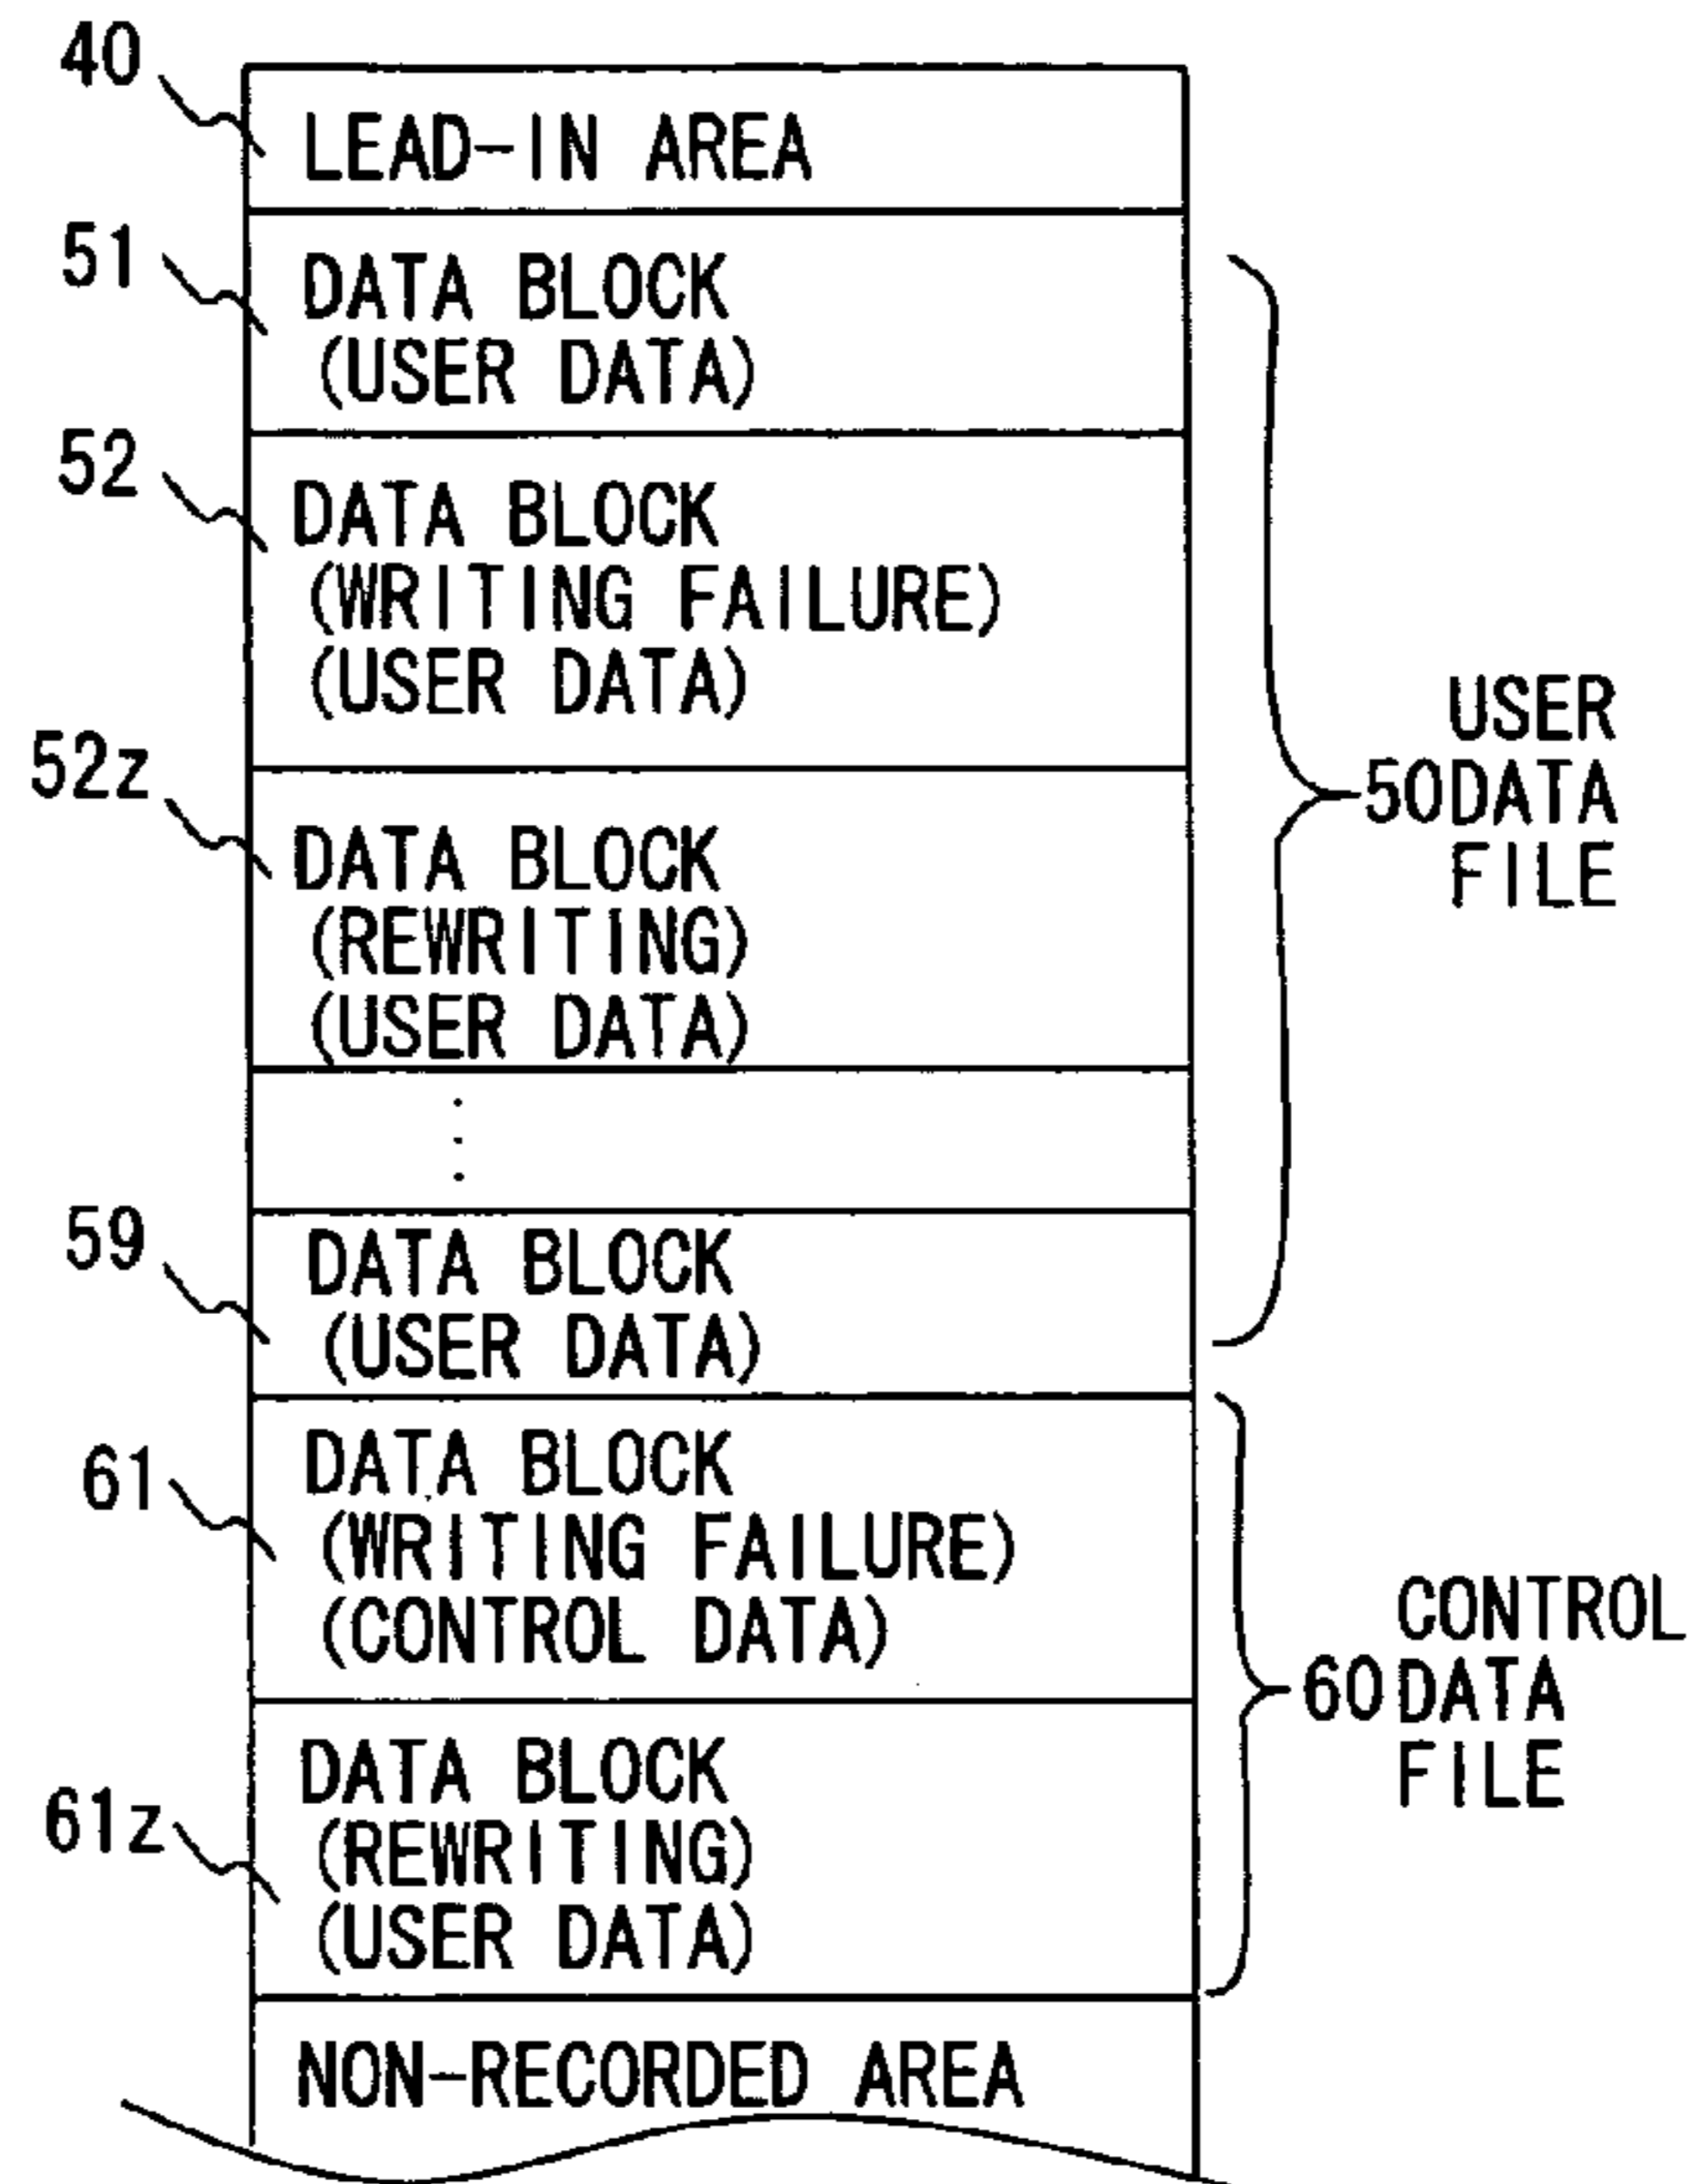 40
LEAD-IN AREA
51
DATA BLOCK
(USER DATA)
52
DATA BLOCK
(WRITING FAILURE)
(USER DATA)
52z
DATA BLOCK
(REWRITING)
(USER DATA)
⋮
59
DATA BLOCK
(USER DATA)
USER
50DATA
FILE
61
DATA BLOCK
(WRITING FAILURE)
(CONTROL DATA)
61z
DATA BLOCK
(REWRITING)
(USER DATA)
CONTROL
60DATA
FILE
NON-RECORDED AREA